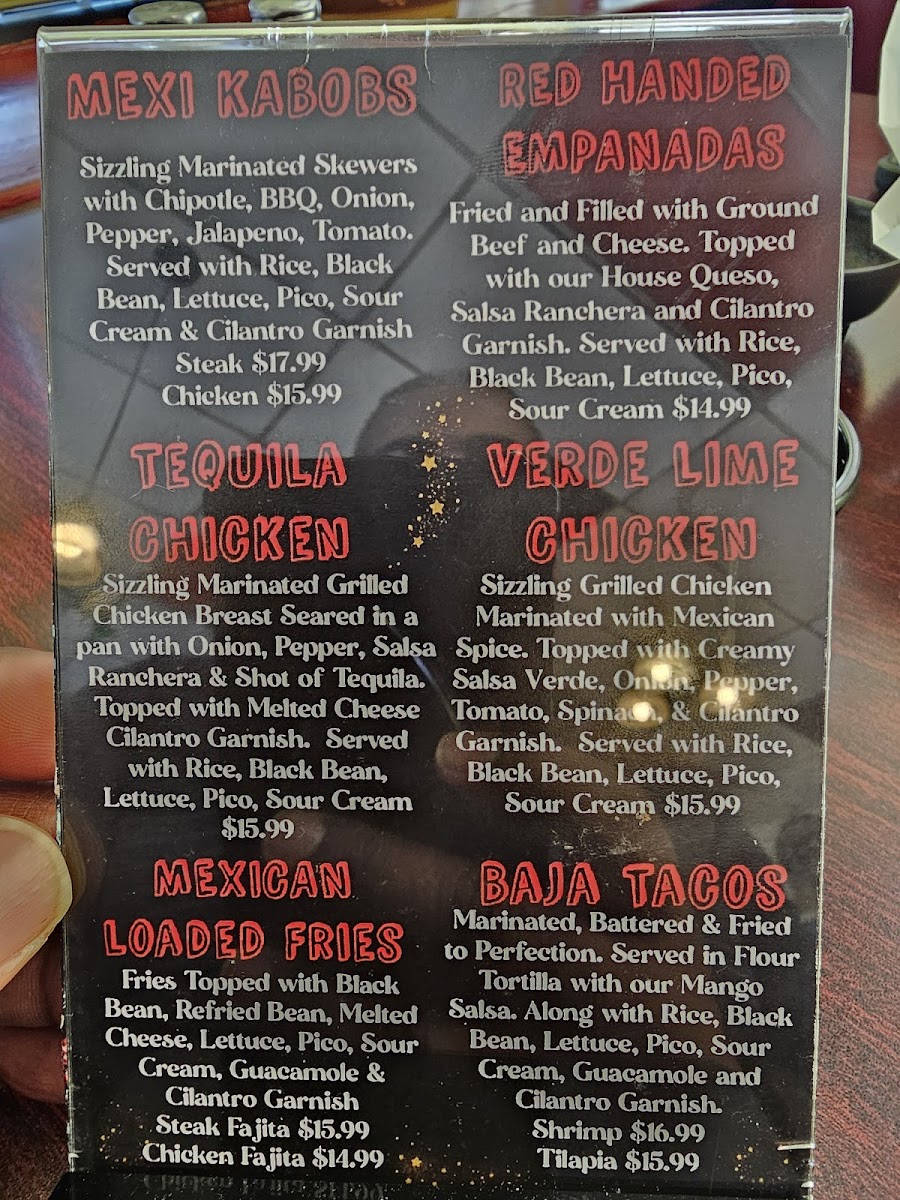 MEXI KABOBS
Sizzling Marinated Skewers
with Chipotle, BBQ, Onion,
Pepper, Jalapeno, Tomato.
Served with Rice, Black
Bean, Lettuce, Pico, Sour
Cream & Cilantro Garnish
Steak $17.99
Chicken $15.99
RED HANDED
EMPANADAS
Fried and Filled with Ground
Beef and Cheese. Topped
with our House Queso,
Salsa Ranchera and Cilantro
Garnish. Served with Rice,
Black Bean, Lettuce, Pico,
Sour Cream $14.99
TEQUILA
CHICKEN
Sizzling Marinated Grilled
Chicken Breast Seared in a
pan with Onion, Pepper, Salsa
Ranchera & Shot of Tequila.
Topped with Melted Cheese
Cilantro Garnish. Served
with Rice, Black Bean,
Lettuce, Pico, Sour Cream
$15.99
VERDE LIME
CHICKEN
Sizzling Grilled Chicken
Marinated with Mexican
Spice. Topped with Creamy
Salsa Verde, Onion, Pepper,
Tomato, Spinach, & Cilantro
Garnish. Served with Rice,
Black Bean, Lettuce, Pico,
Sour Cream $15.99
MEXICAN
LOADED FRIES
Fries Topped with Black
Bean, Refried Bean, Melted
Cheese, Lettuce, Pico, Sour
Cream, Guacamole &
Cilantro Garnish
Steak Fajita $15.99
Chicken Fajita $14.99
BAJA TACOS
Marinated, Battered & Fried
to Perfection. Served in Flour
Tortilla with our Mango
Salsa. Along with Rice, Black
Bean, Lettuce, Pico, Sour
Cream, Guacamole and
Cilantro Garnish.
Shrimp $16.99
Tilapia $15.99